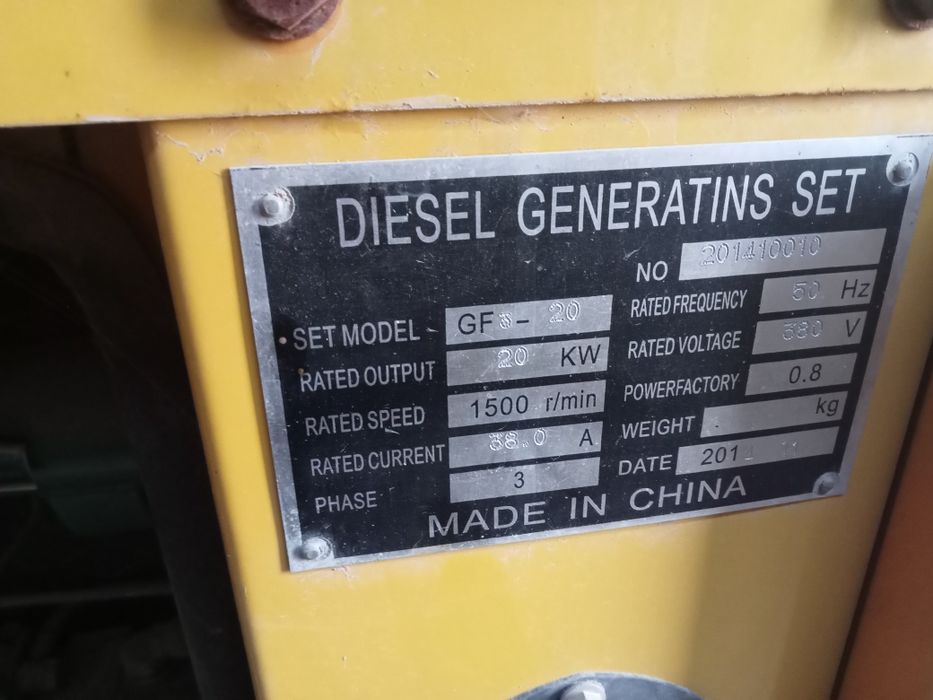 DIESEL GENERATINS SET
NO 201410010
SET MODEL GF3-20
RATED FREQUENCY 50 Hz
RATED OUTPUT 20 KW
RATED VOLTAGE 380 V
RATED SPEED 1500 r/min
POWERFACTORY 0.8
RATED CURRENT 38.0 A
WEIGHT kg
PHASE 3
DATE 2014 11
MADE IN CHINA